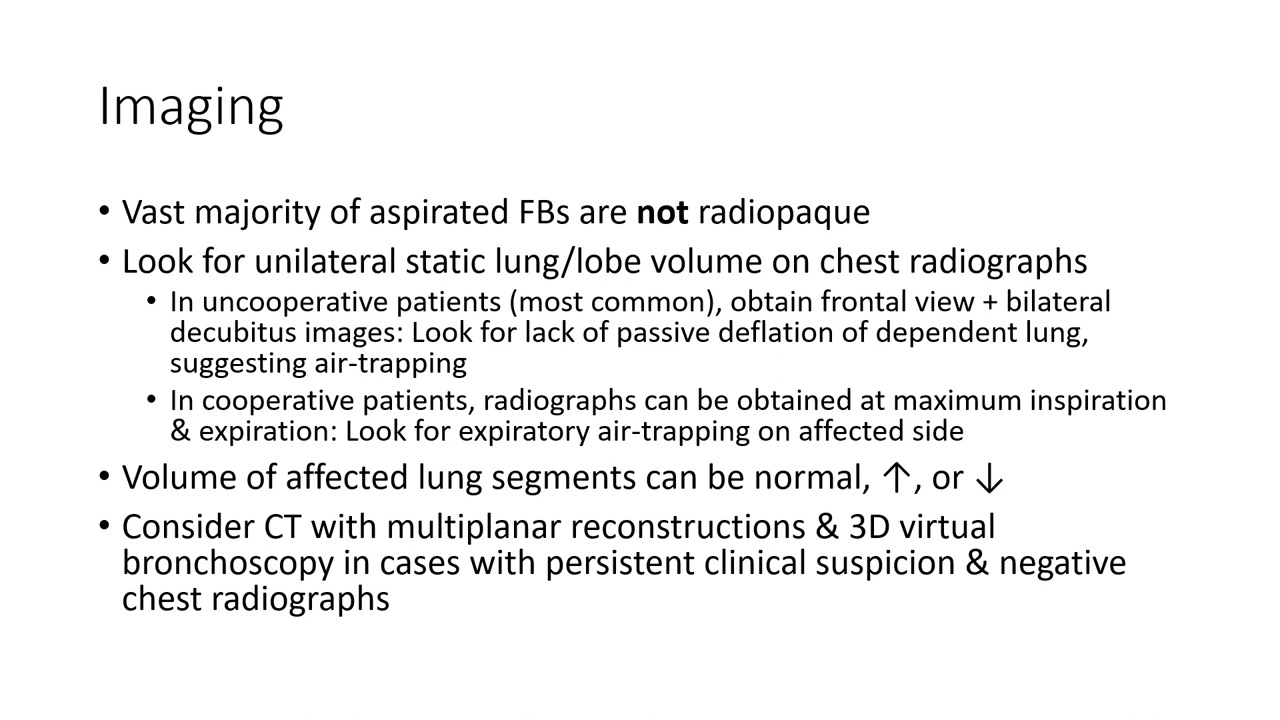 Imaging
• Vast majority of aspirated FBs are not radiopaque
• Look for unilateral static lung/lobe volume on chest radiographs
• In uncooperative patients (most common), obtain frontal view + bilateral
decubitus images: Look for lack of passive deflation of dependent lung,
suggesting air-trapping
• In cooperative patients, radiographs can be obtained at maximum inspiration
& expiration: Look for expiratory air-trapping on affected side
• Volume of affected lung segments can be normal, ↑, or ↓
• Consider CT with multiplanar reconstructions & 3D virtual
bronchoscopy in cases with persistent clinical suspicion & negative
chest radiographs